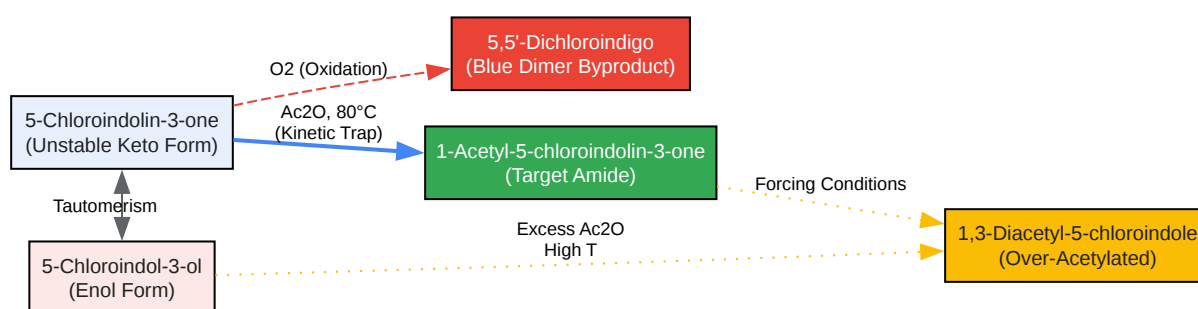 5,5'-Dichloroindigo
(Blue Dimer Byproduct)
O2 (Oxidation)
5-Chloroindolin-3-one
(Unstable Keto Form)
Ac2O, 80°C
(Kinetic Trap)
1-Acetyl-5-chloroindolin-3-one
(Target Amide)
Forcing Conditions
Tautomerism
Excess Ac2O
High T
1,3-Diacetyl-5-chloroindole
(Over-Acetylated)
5-Chloroindol-3-ol
(Enol Form)